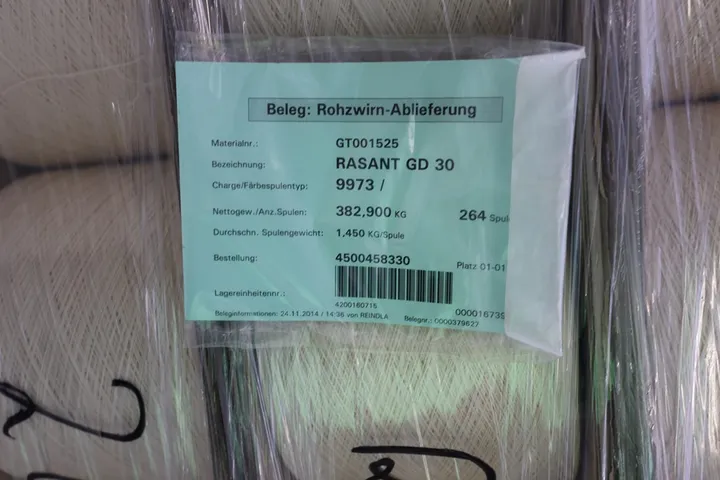 Beleg: Rohzwirn-Ablieferung
Materialnr.: GT001525
Bezeichnung: RASANT GD 30
Charge/Färbespulentyp: 9973 /
Nettogew./Anz.Spulen: 382,900 KG 264 Spul
Durchschn. Spulengewicht: 1,450 KG/Spule
Bestellung: 4500458330 Platz 01-01
Lagereinheitennr.:
4200160715
000016739
Beleginformationen: 24.11.2014 / 14:36 von REINDLA Belegnr.: 0000379627